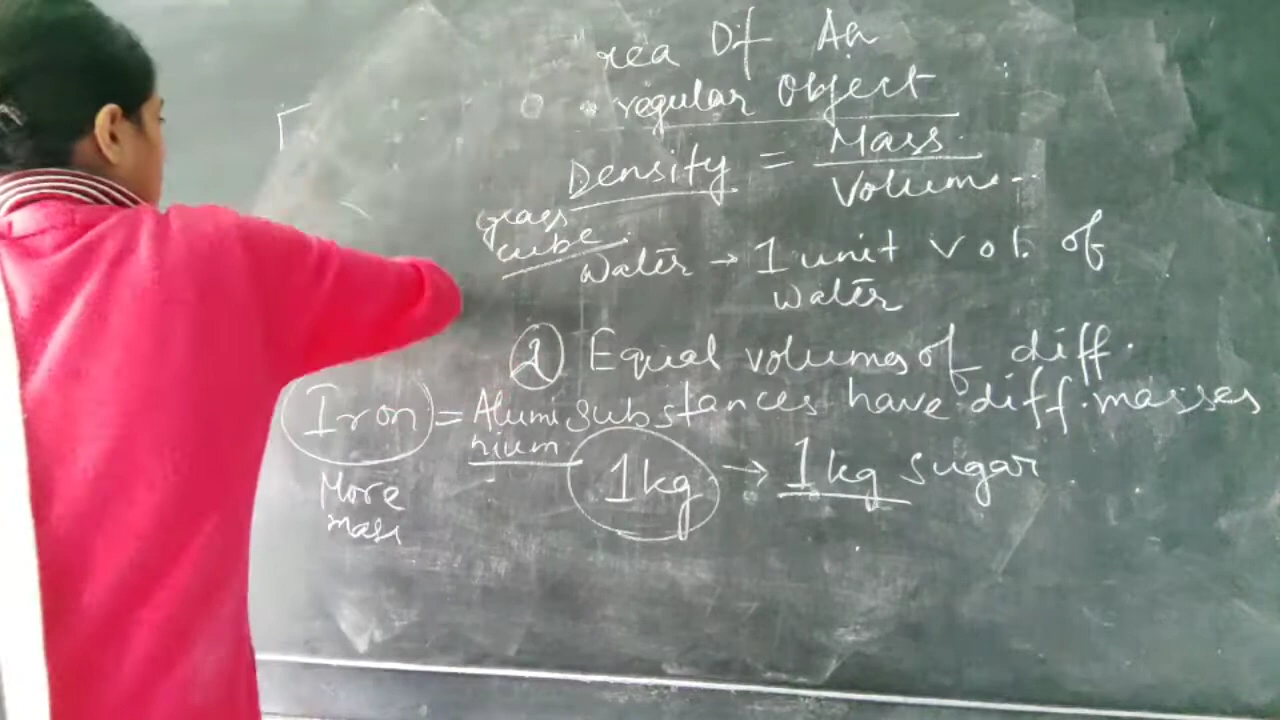 rea Of An
regular Object
Density = Mass
Volume
glass
cube
Water → 1 unit vol. of
water
② Equal volumes of diff.
Iron = Alumi substances have diff. masses
nium
1kg → 1kg sugar
More
mass